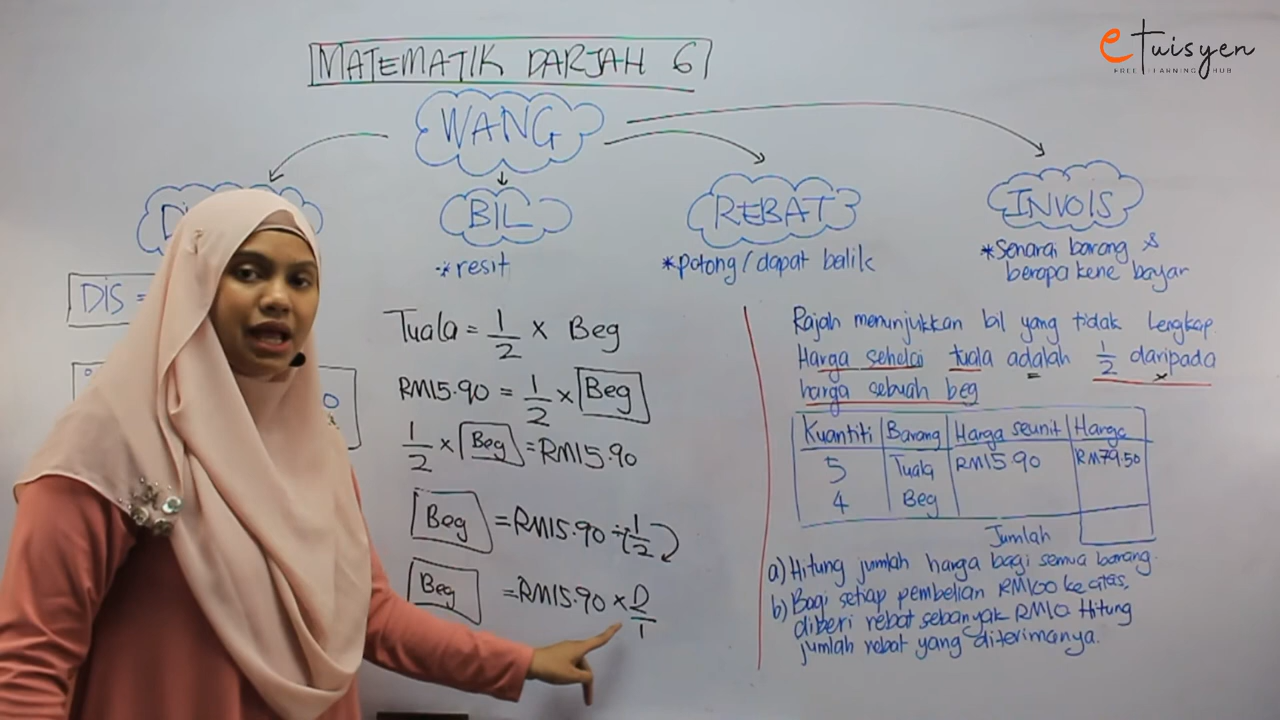 eTuisyen
FREE LEARNING HUB
MATEMATIK DARJAH 6
WANG
BIL
* resit
REBAT
* potong/dapat balik
INVOIS
* Senarai barang &
berapa kene bayar
DIS =
Tuala = 1/2 × Beg
RM15.90 = 1/2 × Beg
1/2 × Beg = RM15.90
Beg = RM15.90 ÷ 1/2
Beg = RM15.90 × 2/1
Rajah menunjukkan bil yang tidak lengkap.
Harga sehelai tuala adalah 1/2 daripada
harga sebuah beg
Kuantiti Barang Harga seunit Harga
5 Tuala RM15.90 RM79.50
4 Beg
Jumlah
a) Hitung jumlah harga bagi semua barang.
b) Bagi setiap pembelian RM100 ke atas,
diberi rebat sebanyak RM10. Hitung
jumlah rebat yang diterimanya.